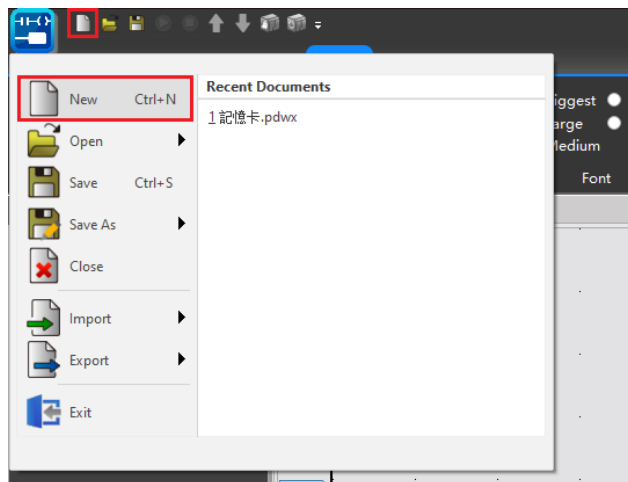 New Ctrl+N
Open
Save Ctrl+S
Save As
Close
Import
Export
Exit
Recent Documents
1 記憶卡.pdwx
iggest
arge
Medium
Font